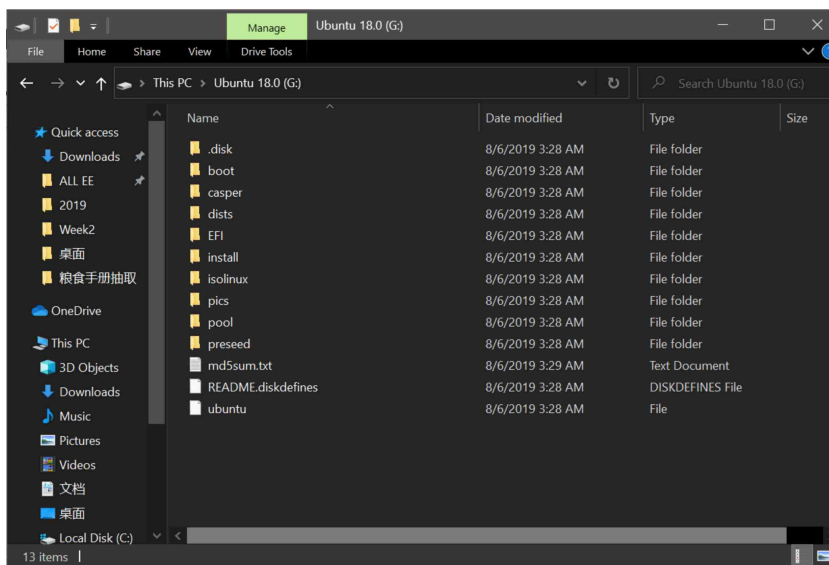 Manage Ubuntu 18.0 (G:)
File Home Share View Drive Tools
This PC > Ubuntu 18.0 (G:) Search Ubuntu 18.0 (G:)
Name Date modified Type Size
Quick access
Downloads
ALL EE
2019
Week2
桌面
粮食手册抽取
OneDrive
This PC
3D Objects
Downloads
Music
Pictures
Videos
文档
桌面
Local Disk (C:)
.disk 8/6/2019 3:28 AM File folder
boot 8/6/2019 3:28 AM File folder
casper 8/6/2019 3:28 AM File folder
dists 8/6/2019 3:28 AM File folder
EFI 8/6/2019 3:28 AM File folder
install 8/6/2019 3:28 AM File folder
isolinux 8/6/2019 3:28 AM File folder
pics 8/6/2019 3:28 AM File folder
pool 8/6/2019 3:28 AM File folder
preseed 8/6/2019 3:28 AM File folder
md5sum.txt 8/6/2019 3:29 AM Text Document
README.diskdefines 8/6/2019 3:28 AM DISKDEFINES File
ubuntu 8/6/2019 3:28 AM File
13 items